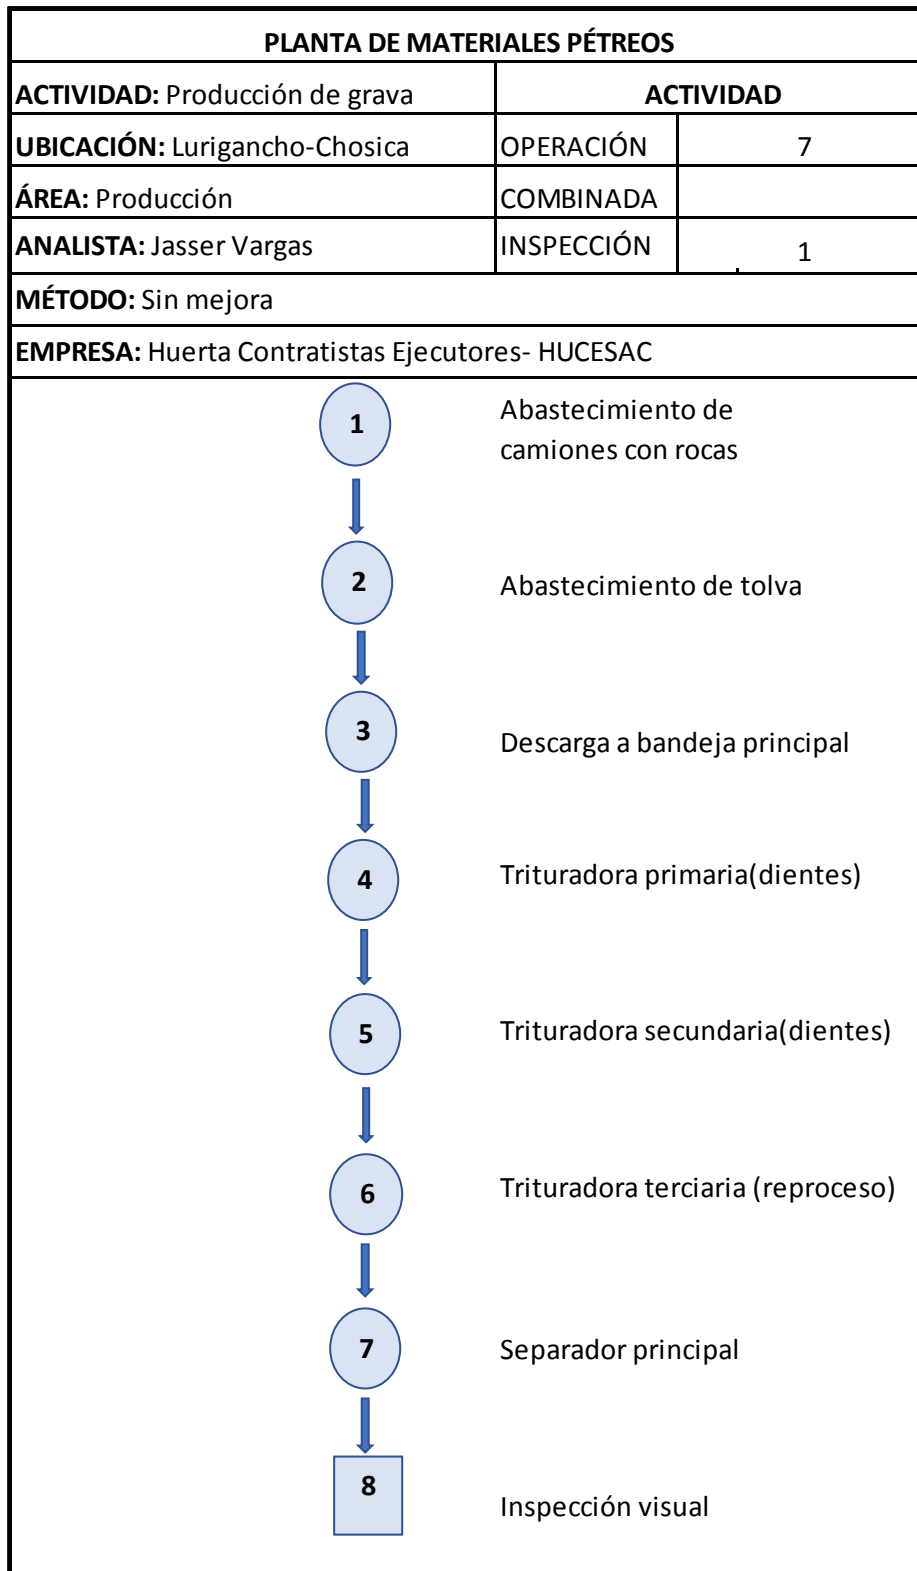 PLANTA DE MATERIALES PÉTREOS
ACTIVIDAD: Producción de grava
ACTIVIDAD
UBICACIÓN: Lurigancho-Chosica
OPERACIÓN
7
ÁREA: Producción
COMBINADA
ANALISTA: Jasser Vargas
INSPECCIÓN
1
MÉTODO: Sin mejora
EMPRESA: Huerta Contratistas Ejecutores- HUCESAC
1
Abastecimiento de
camiones con rocas
2
Abastecimiento de tolva
3
Descarga a bandeja principal
4
Trituradora primaria(dientes)
5
Trituradora secundaria(dientes)
6
Trituradora terciaria (reproceso)
7
Separador principal
8
Inspección visual